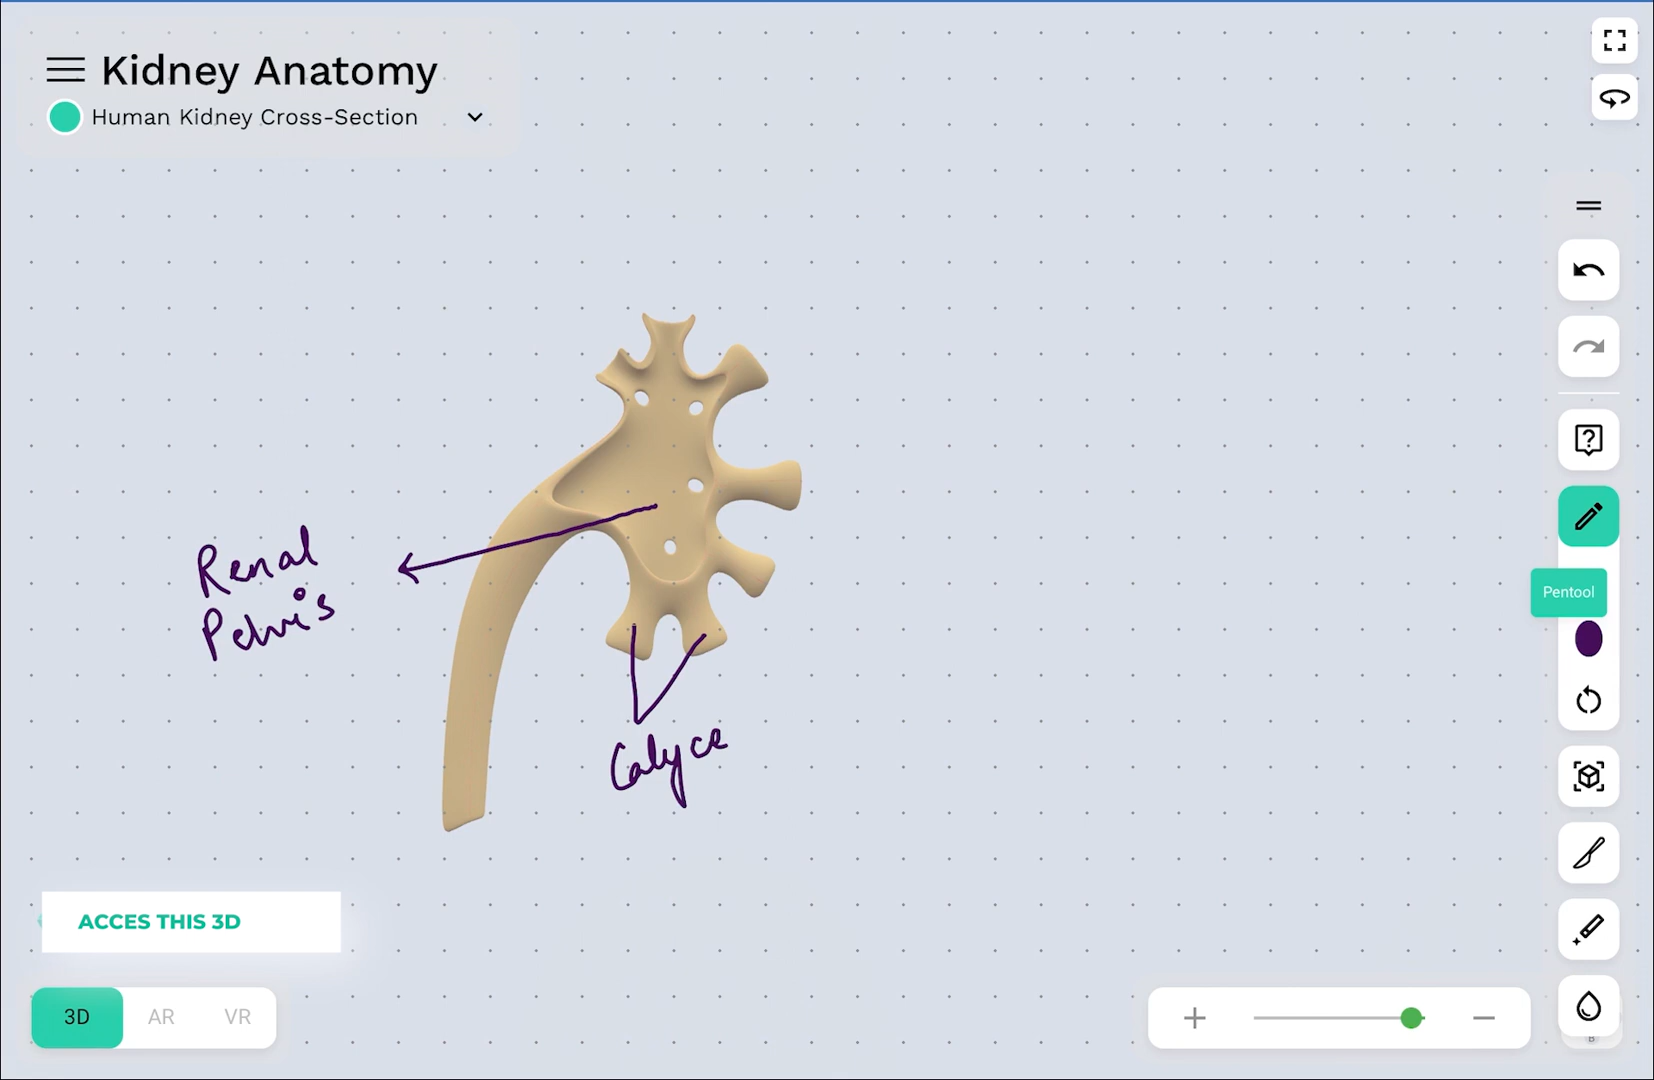 Kidney Anatomy
Human Kidney Cross-Section
Renal
Pelvis
Calyce
Pentool
ACCES THIS 3D
3D AR VR
B